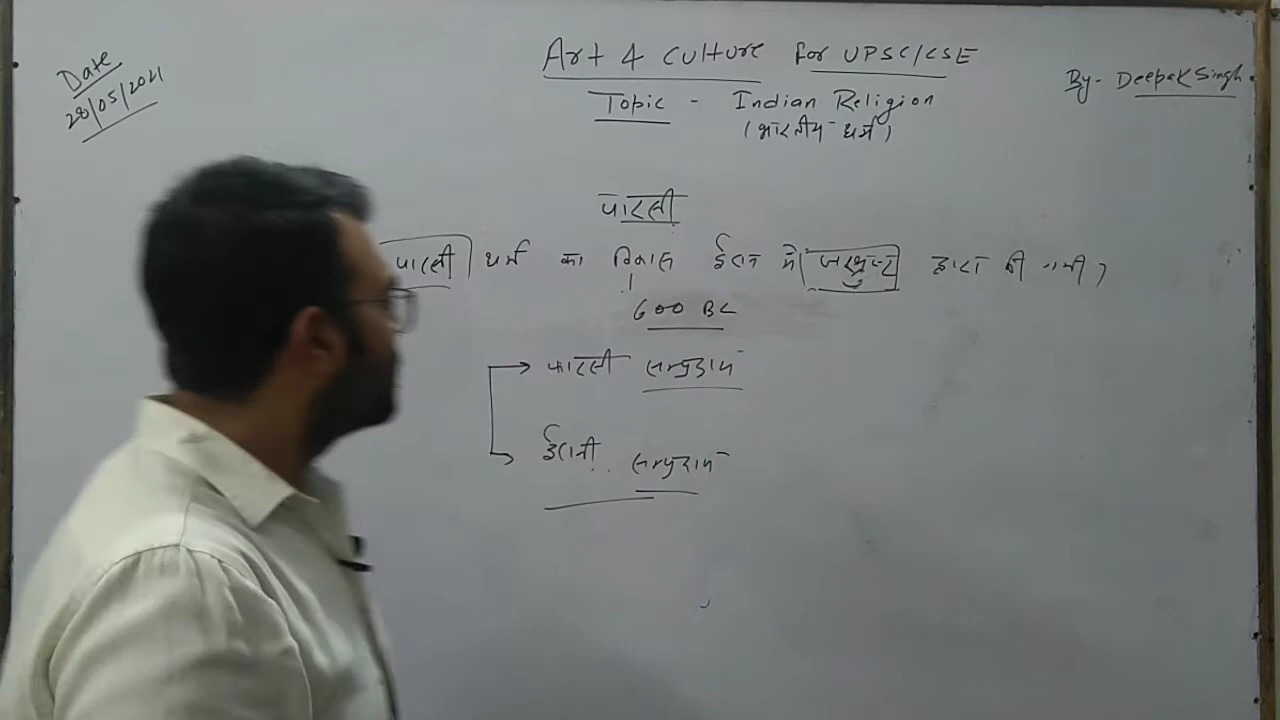 Date
28/05/2021
Art & Culture for UPSC/CSE
By- Deepak Singh.
Topic - Indian Religion
(भारतीय धर्म)
पारसी
पारसी धर्म का विकास ईरान में जरथुष्ट्र द्वारा की गयी,
600 BC
पारसी सम्प्रदाय
ईरानी सम्प्रदाय